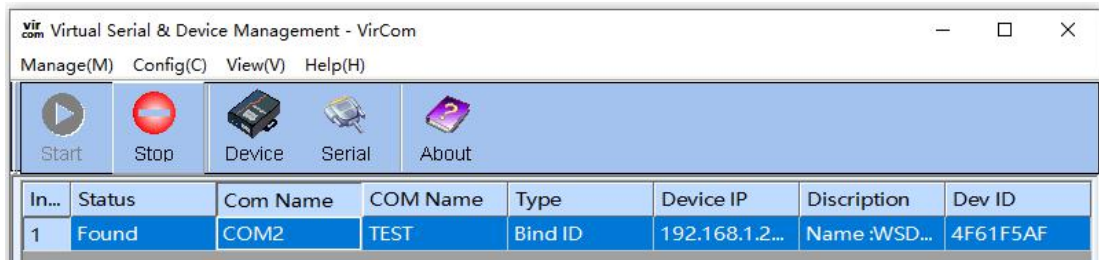 vir com Virtual Serial & Device Management - VirCom
Manage(M) Config(C) View(V) Help(H)
Start Stop Device Serial About
In... Status Com Name COM Name Type Device IP Discription Dev ID
1 Found COM2 TEST Bind ID 192.168.1.2... Name :WSD... 4F61F5AF